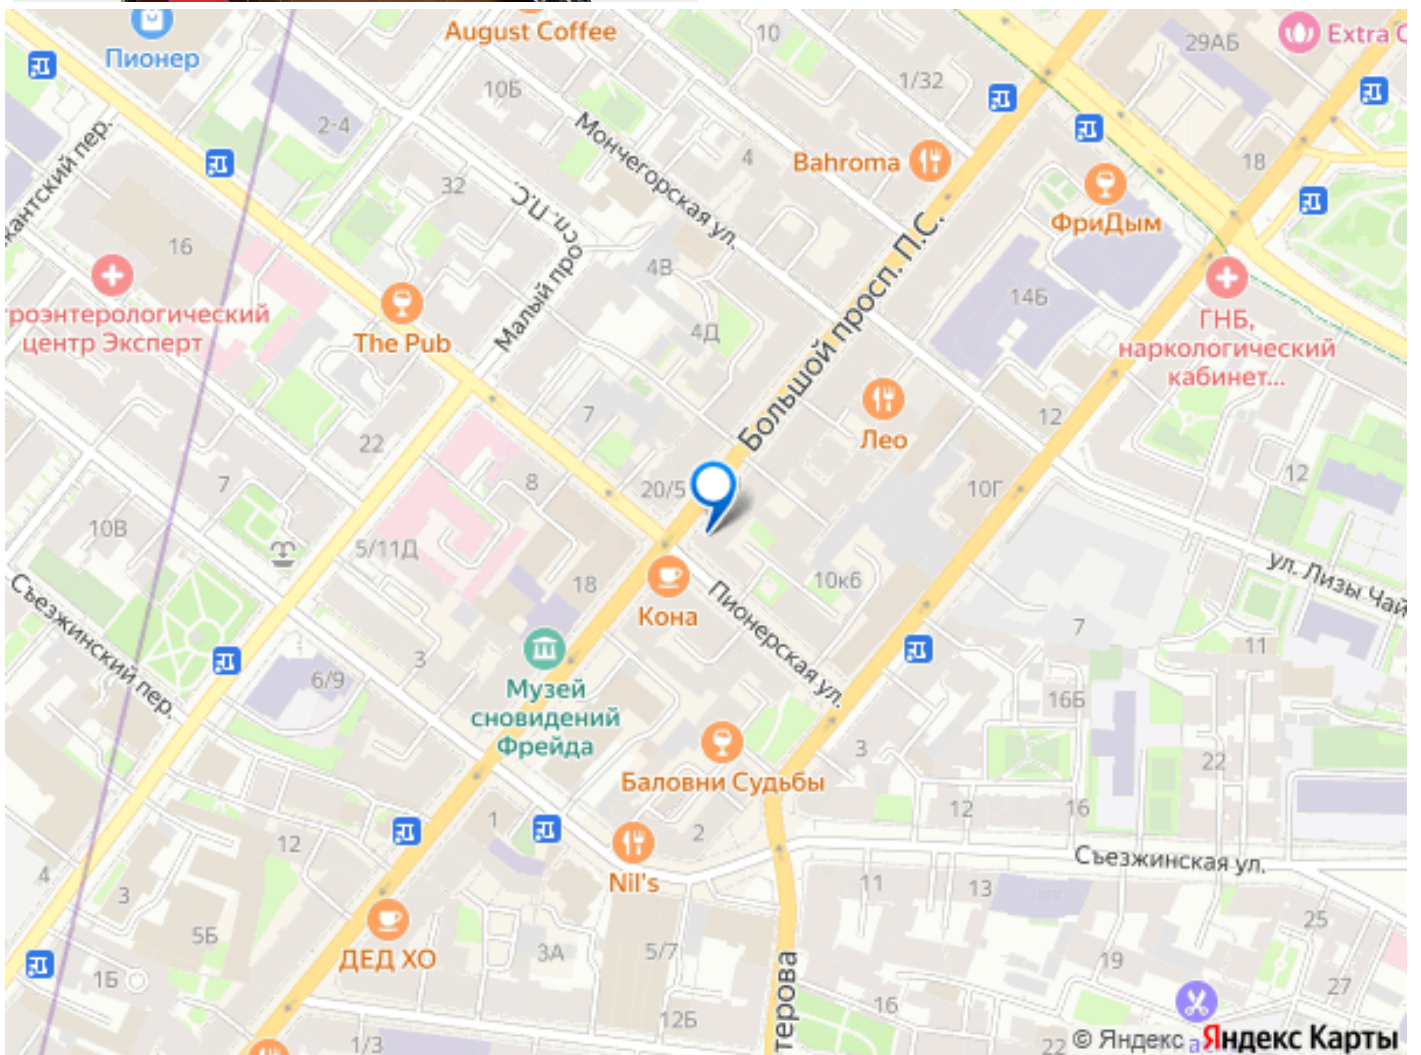 August Coffee
10
29АБ
Extra
Пионер
10Б
1/32
2-4
Мончегорская ул.
4
Bahroma
18
кантский пер.
32
ФриДым
16
Малый просп. П.С.
4В
Большой просп. П.С.
14Б
роэнтерологический
центр Эксперт
The Pub
4Д
ГНБ,
наркологический
кабинет...
7
Лео
12
22
7
8
20/5
10Г
12
10В
5/11Д
18
10к6
ул. Лизы Чай
Кона
Пионерская ул.
Съезжинский пер.
3
6/9
7
11
Музей
сновидений
Фрейда
16Б
3
22
Баловни Судьбы
12
16
1
2
12
Nil's
Съезжинская ул.
4
3
11
13
5Б
ДЕД ХО
3А
5/7
25
1Б
19
27
терова
16
12Б
1/3
22
© Яндекс
Яндекс Карты